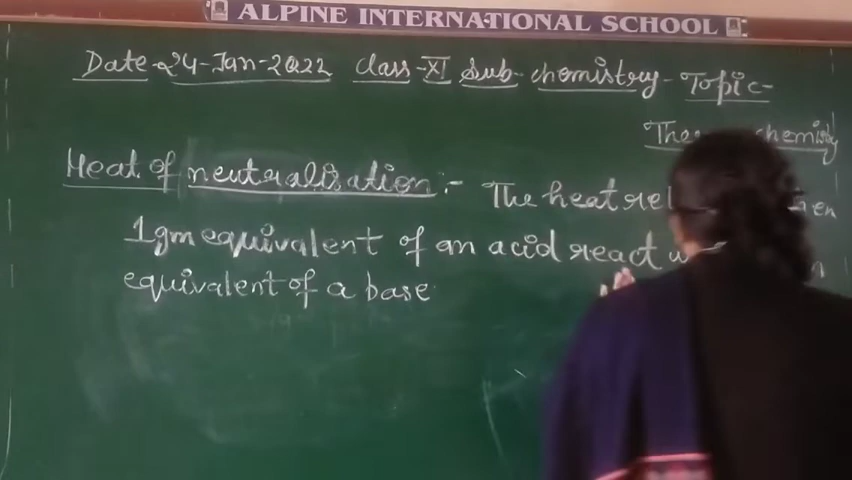 ALPINE INTERNATIONAL SCHOOL
Date-24-Jan-2022 Class-XI Sub-chemistry-Topic-
Heat of neutralisation:- The heat
1gm equivalent of an acid react
equivalent of a base